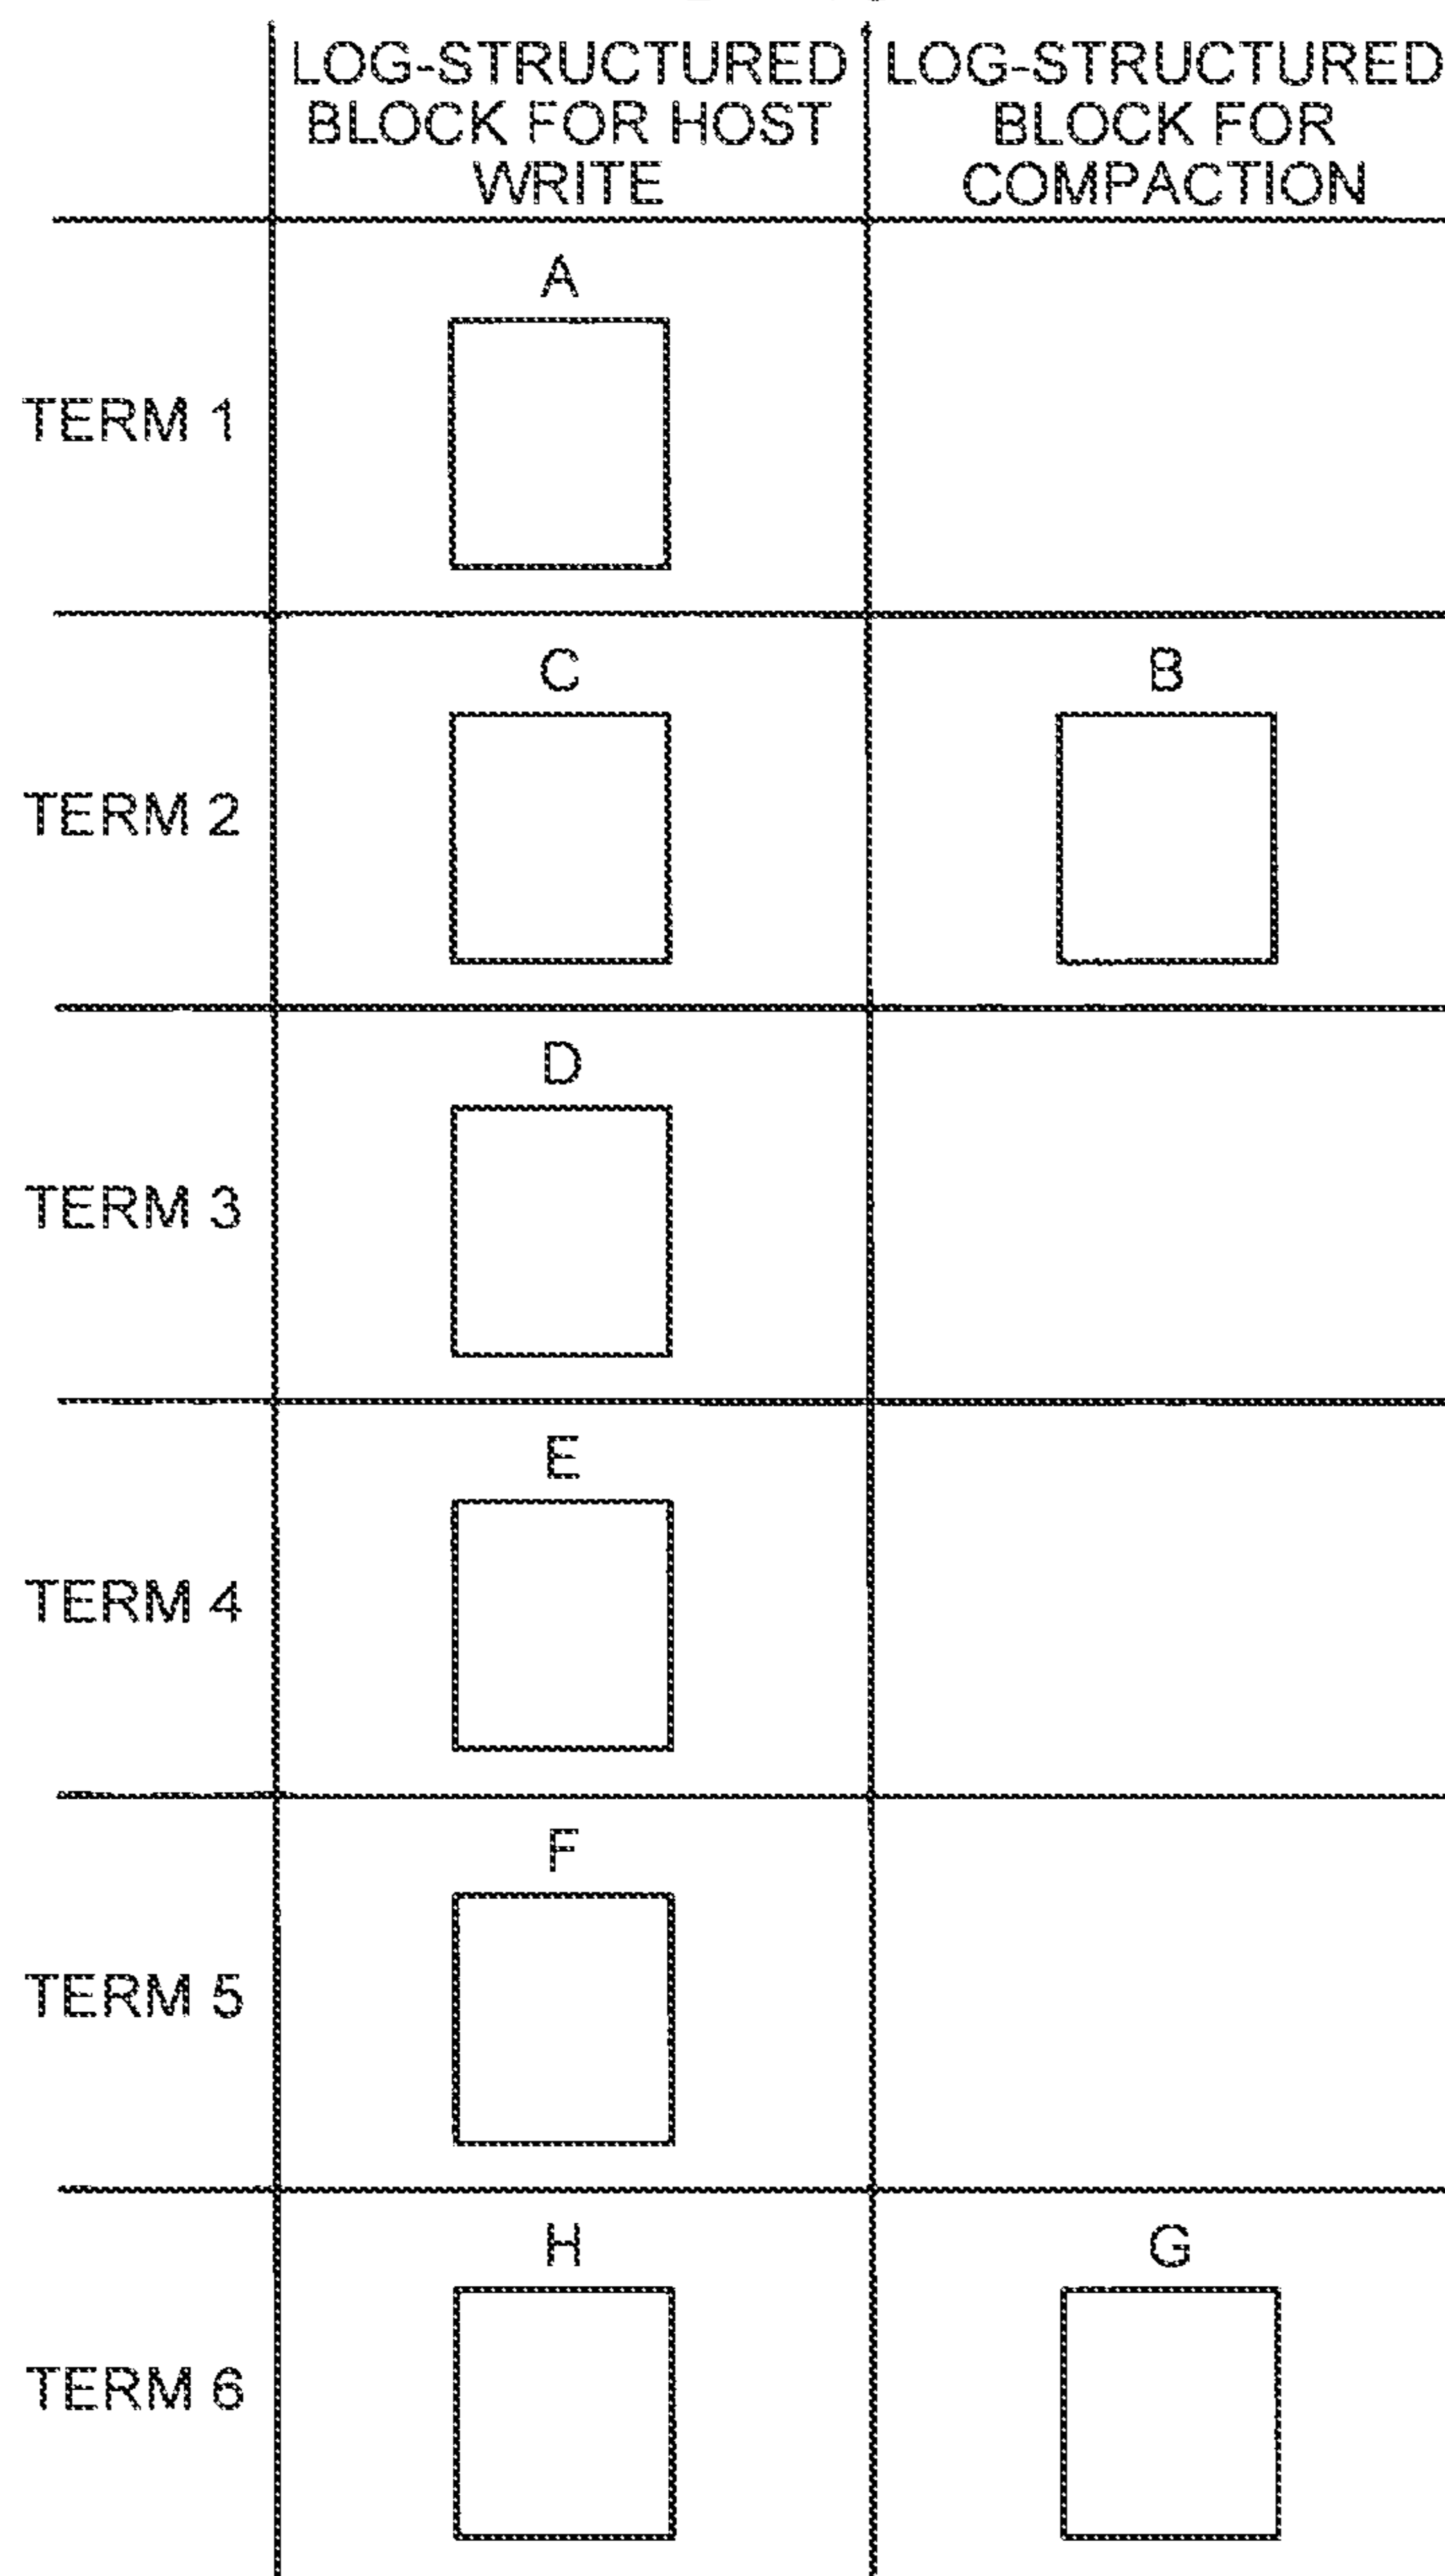 LOG-STRUCTURED BLOCK FOR HOST WRITE
LOG-STRUCTURED BLOCK FOR COMPACTION
TERM 1
A
TERM 2
C
B
TERM 3
D
TERM 4
E
TERM 5
F
TERM 6
H
G